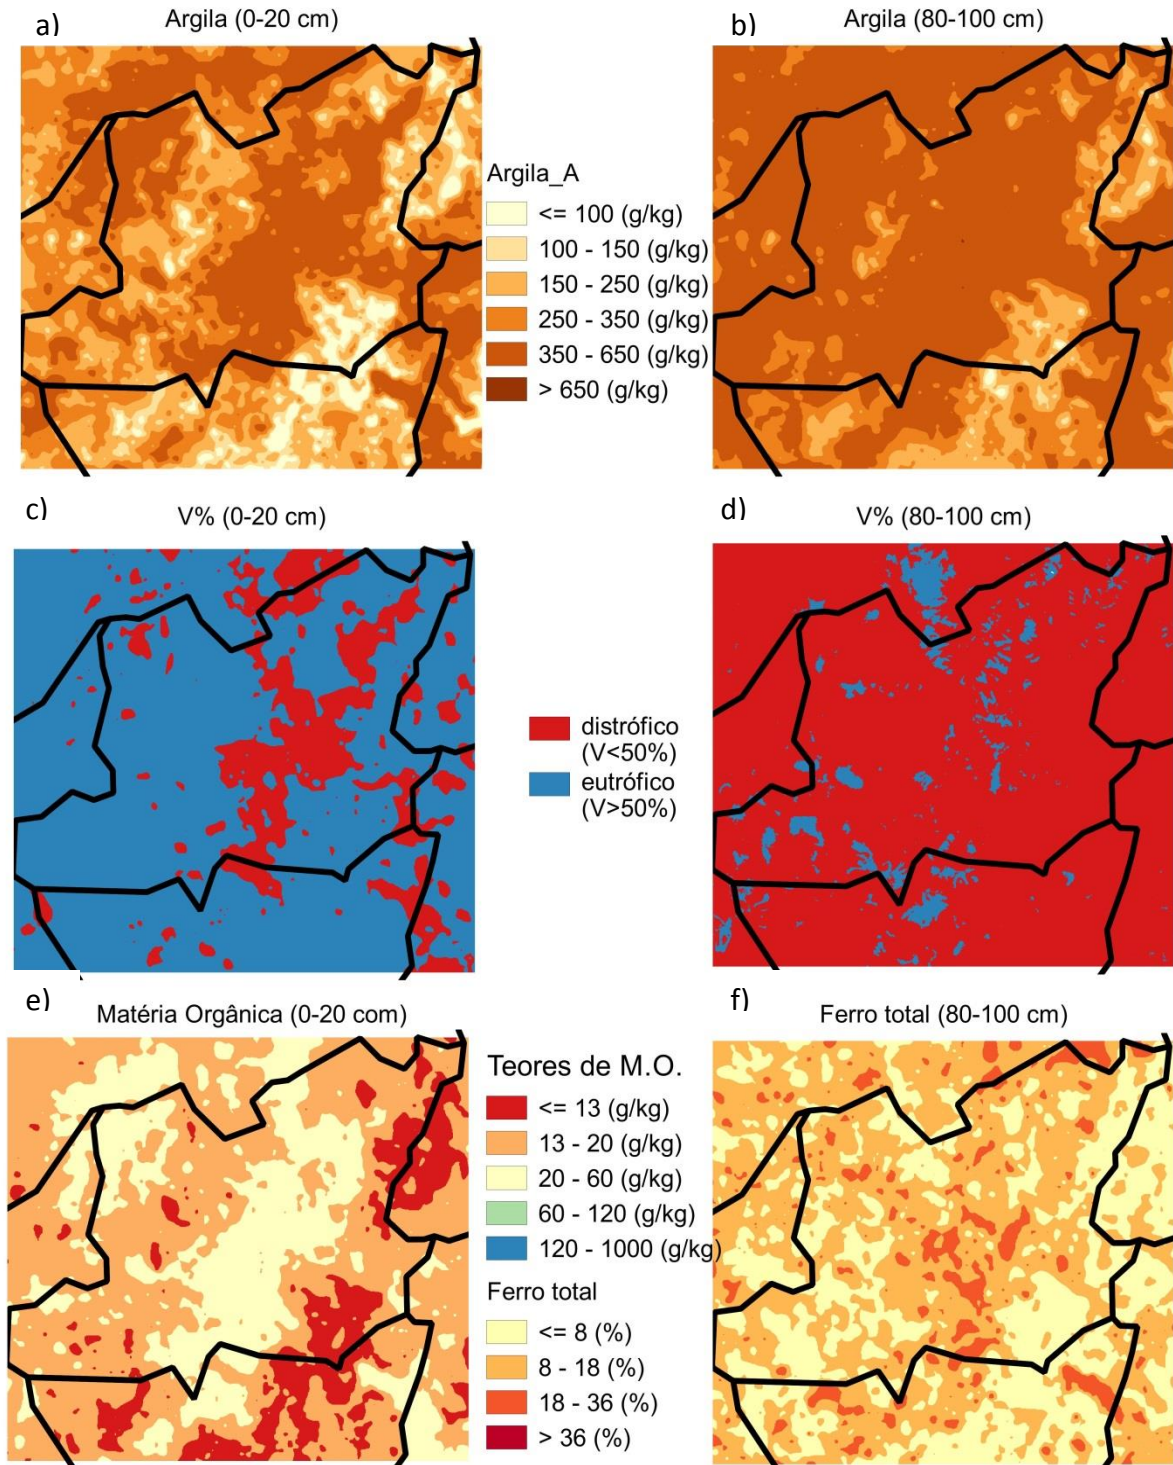 a)
Argila (0-20 cm)
b)
Argila (80-100 cm)
Argila_A
<= 100 (g/kg)
100 - 150 (g/kg)
150 - 250 (g/kg)
250 - 350 (g/kg)
350 - 650 (g/kg)
> 650 (g/kg)
c)
V% (0-20 cm)
d)
V% (80-100 cm)
distrófico
(V<50%)
eutrófico
(V>50%)
e)
Matéria Orgânica (0-20 com)
f)
Ferro total (80-100 cm)
Teores de M.O.
<= 13 (g/kg)
13 - 20 (g/kg)
20 - 60 (g/kg)
60 - 120 (g/kg)
120 - 1000 (g/kg)
Ferro total
<= 8 (%)
8 - 18 (%)
18 - 36 (%)
> 36 (%)